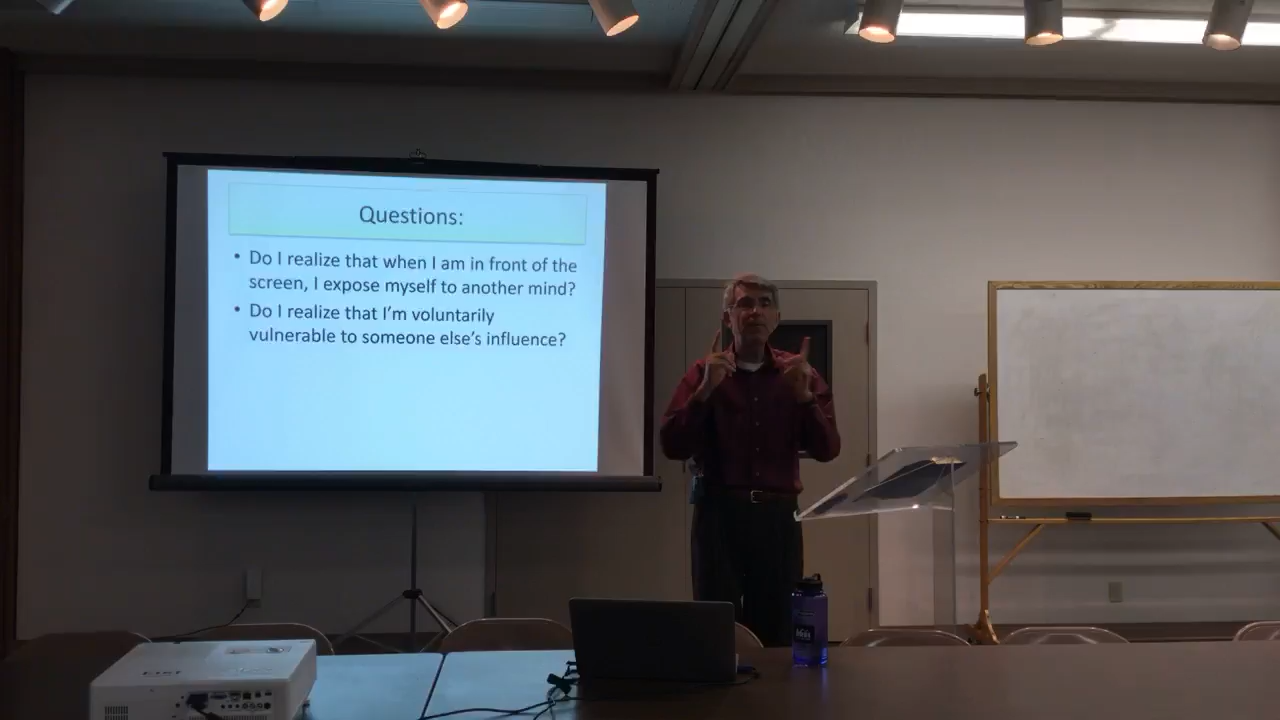 Questions:
• Do I realize that when I am in front of the
screen, I expose myself to another mind?
• Do I realize that I'm voluntarily
vulnerable to someone else's influence?